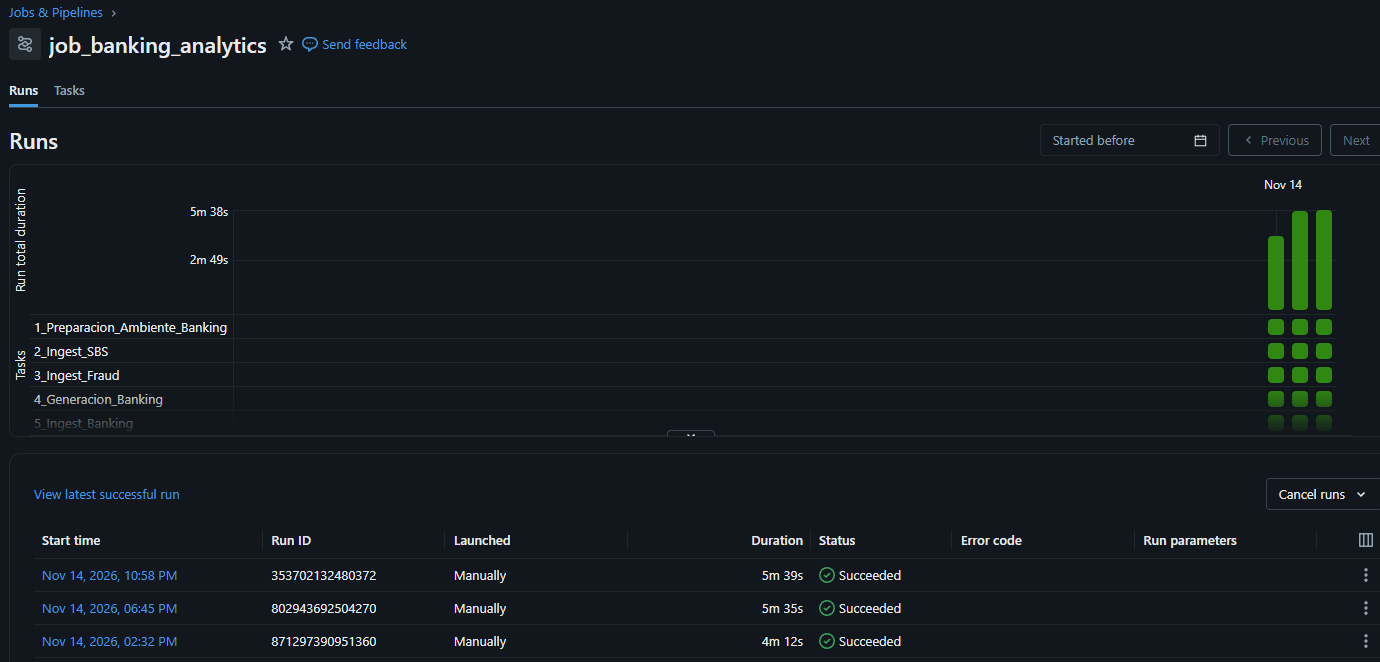 Jobs & Pipelines
job_banking_analytics Send feedback
Runs Tasks
Runs
Started before Previous Next
Nov 14
Run total duration
5m 38s
2m 49s
Tasks
1_Preparacion_Ambiente_Banking
2_Ingest_SBS
3_Ingest_Fraud
4_Generacion_Banking
5_Ingest_Banking
View latest successful run
Cancel runs
Start time Run ID Launched Duration Status Error code Run parameters
Nov 14, 2026, 10:58 PM 353702132480372 Manually 5m 39s Succeeded
Nov 14, 2026, 06:45 PM 802943692504270 Manually 5m 35s Succeeded
Nov 14, 2026, 02:32 PM 871297390951360 Manually 4m 12s Succeeded